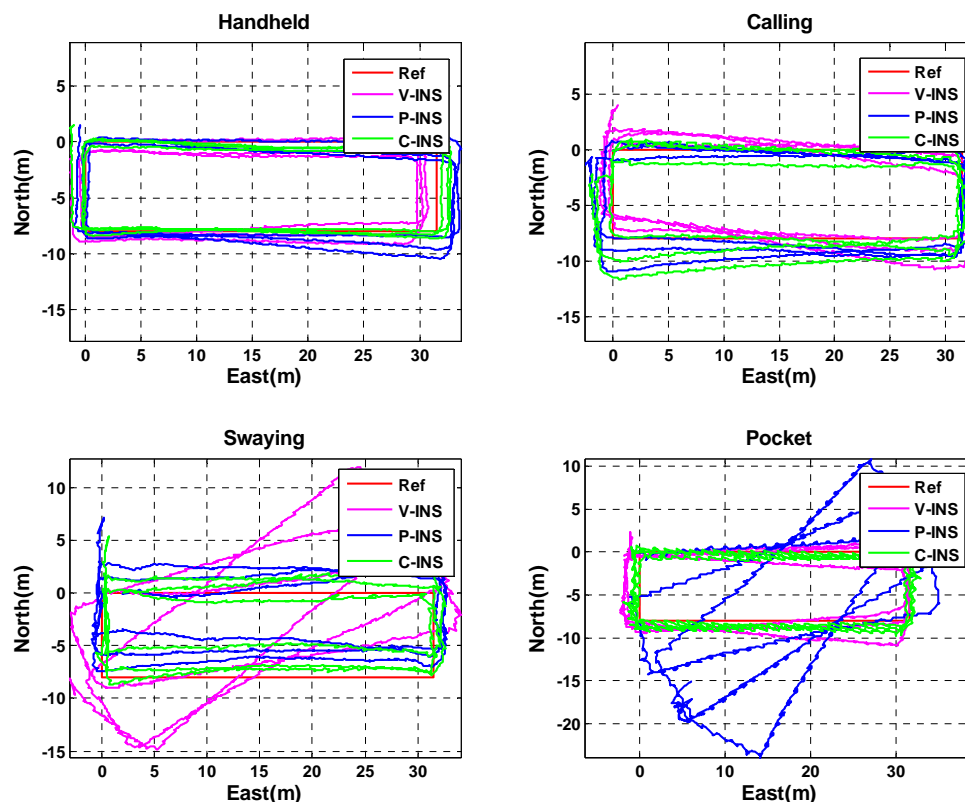 Handheld
Ref
V-INS
P-INS
C-INS
5
0
-5
-10
-15
North(m)
0 5 10 15 20 25 30
East(m)
Calling
Ref
V-INS
P-INS
C-INS
5
0
-5
-10
-15
North(m)
0 5 10 15 20 25 30
East(m)
Swaying
Ref
V-INS
P-INS
C-INS
10
5
0
-5
-10
-15
North(m)
0 5 10 15 20 25 30
East(m)
Pocket
Ref
V-INS
P-INS
C-INS
10
5
0
-5
-10
-15
-20
North(m)
0 10 20 30
East(m)